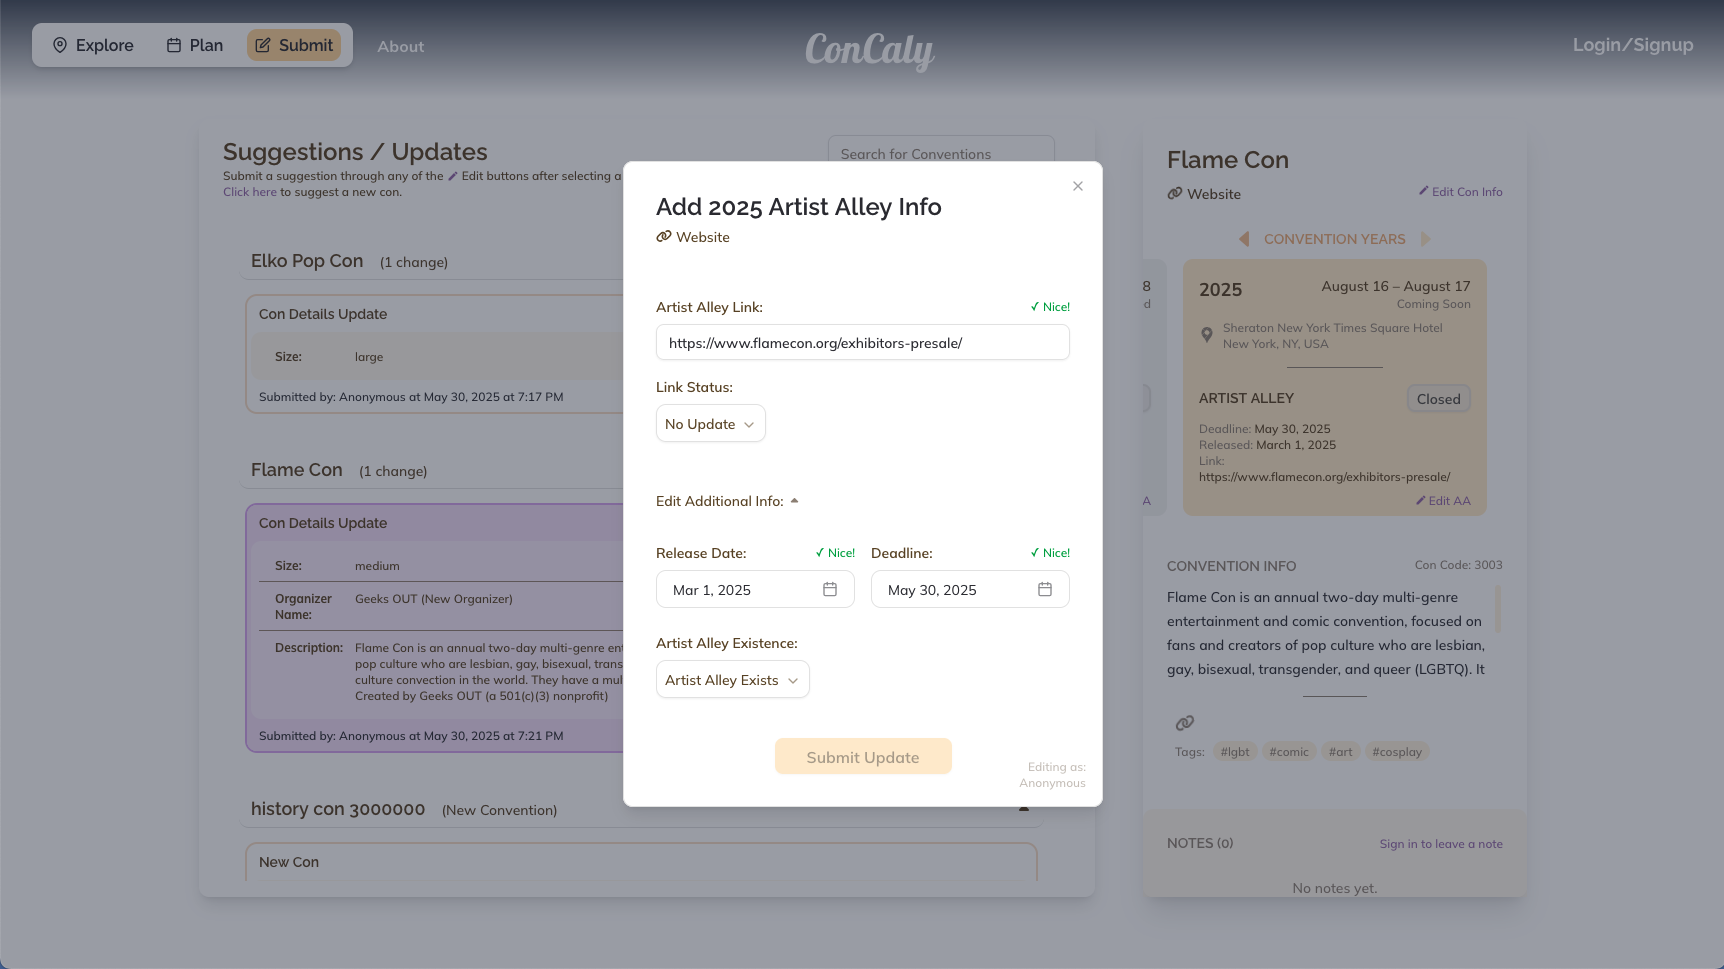 Explore
Plan
Submit
About
ConCaly
Login/Signup
Suggestions / Updates
Submit a suggestion through any of the Edit buttons after selecting a
Click here to suggest a new con.
Search for Conventions
Elko Pop Con (1 change)
Con Details Update
Size: large
Submitted by: Anonymous at May 30, 2025 at 7:17 PM
Flame Con (1 change)
Con Details Update
Size: medium
Organizer Name: Geeks OUT (New Organizer)
Description: Flame Con is an annual two-day multi-genre en
pop culture who are lesbian, gay, bisexual, trans
culture convection in the world. They have a mul
Created by Geeks OUT (a 501(c)(3) nonprofit)
Submitted by: Anonymous at May 30, 2025 at 7:21 PM
history con 3000000 (New Convention)
New Con
Add 2025 Artist Alley Info
Website
Artist Alley Link: ✓ Nice!
https://www.flamecon.org/exhibitors-presale/
Link Status:
No Update
Edit Additional Info:
Release Date: ✓ Nice!
Mar 1, 2025
Deadline: ✓ Nice!
May 30, 2025
Artist Alley Existence:
Artist Alley Exists
Submit Update
Editing as:
Anonymous
Flame Con
Website
Edit Con Info
CONVENTION YEARS
8
d
A
2025
August 16 – August 17
Coming Soon
Sheraton New York Times Square Hotel
New York, NY, USA
ARTIST ALLEY
Closed
Deadline: May 30, 2025
Released: March 1, 2025
Link:
https://www.flamecon.org/exhibitors-presale/
Edit AA
CONVENTION INFO
Con Code: 3003
Flame Con is an annual two-day multi-genre
entertainment and comic convention, focused on
fans and creators of pop culture who are lesbian,
gay, bisexual, transgender, and queer (LGBTQ). It
Tags: #lgbt #comic #art #cosplay
NOTES (0)
Sign in to leave a note
No notes yet.